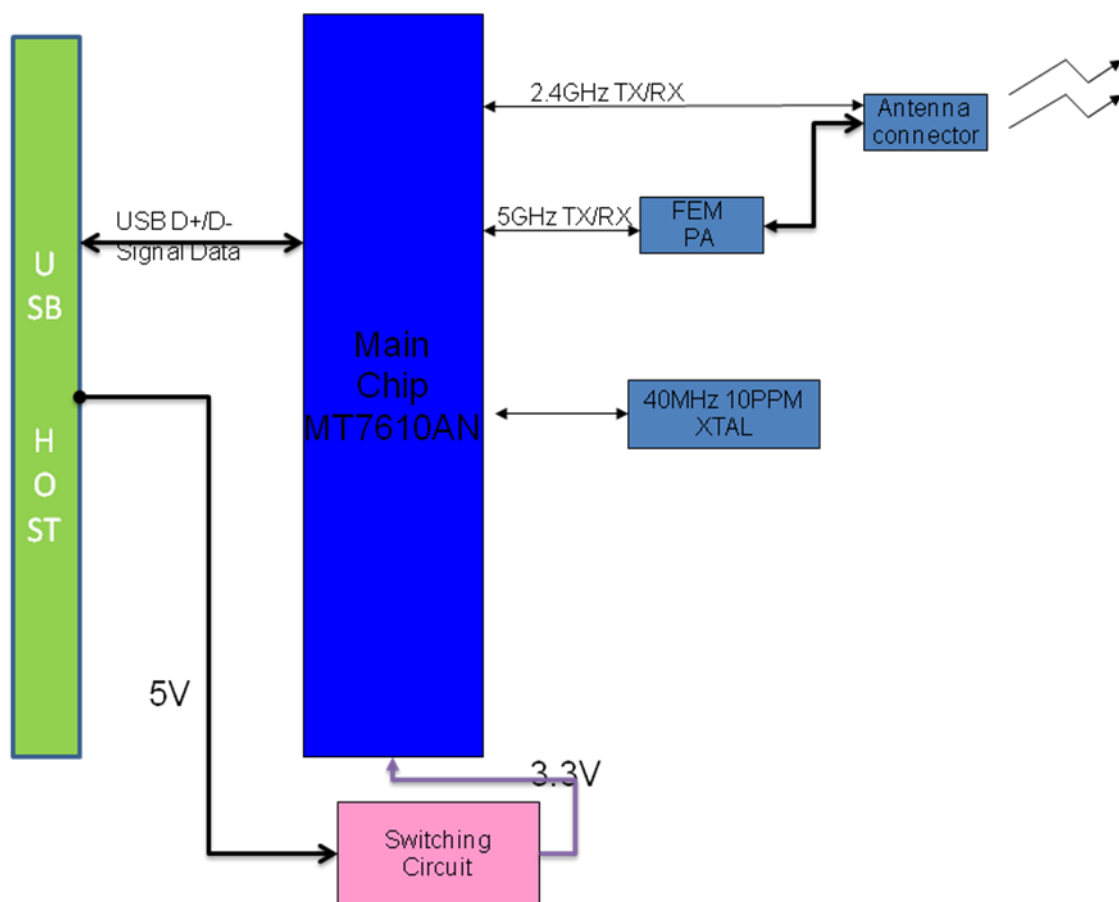 U
SB
H
O
ST
USB D+/D-
Signal Data
5V
Main
Chip
MT7610AN
2.4GHz TX/RX
Antenna
connector
5GHz TX/RX
FEM
PA
40MHz 10PPM
XTAL
3.3V
Switching
Circuit